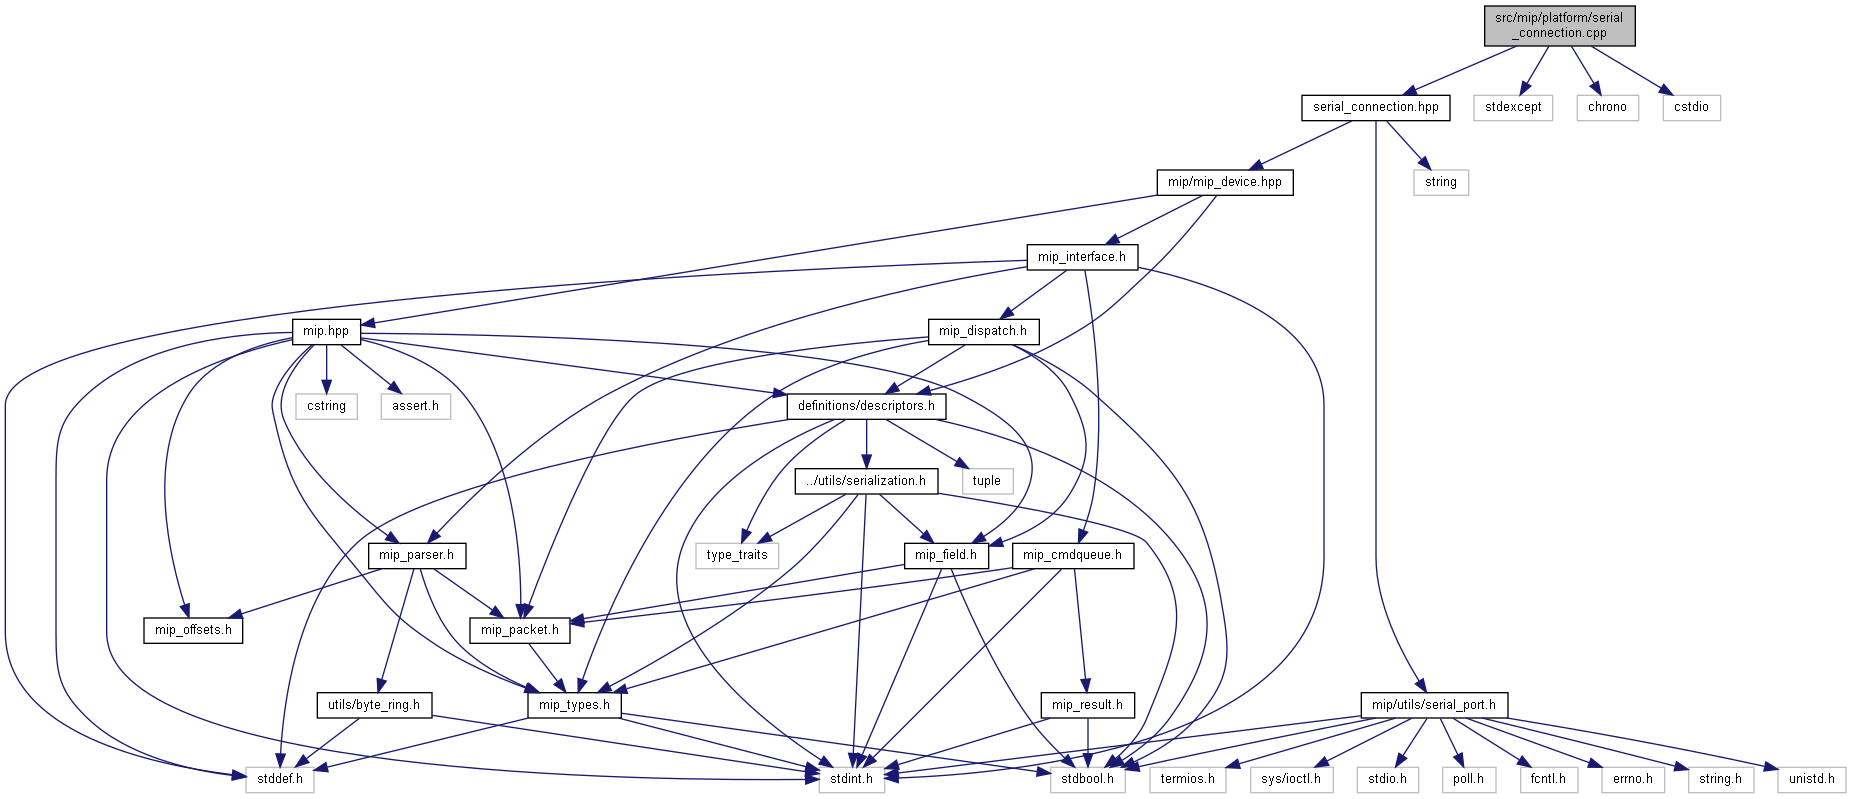 src/mip/platform/serial
_connection.cpp
serial_connection.hpp
stdexcept
chrono
cstdio
mip/mip_device.hpp
string
mip_interface.h
mip.hpp
mip_dispatch.h
cstring
assert.h
definitions/descriptors.h
../utils/serialization.h
tuple
mip_parser.h
type_traits
mip_field.h
mip_cmdqueue.h
mip_offsets.h
mip_packet.h
utils/byte_ring.h
mip_types.h
mip_result.h
mip/utils/serial_port.h
stddef.h
stdint.h
stdbool.h
termios.h
sys/ioctl.h
stdio.h
poll.h
fcntl.h
errno.h
string.h
unistd.h